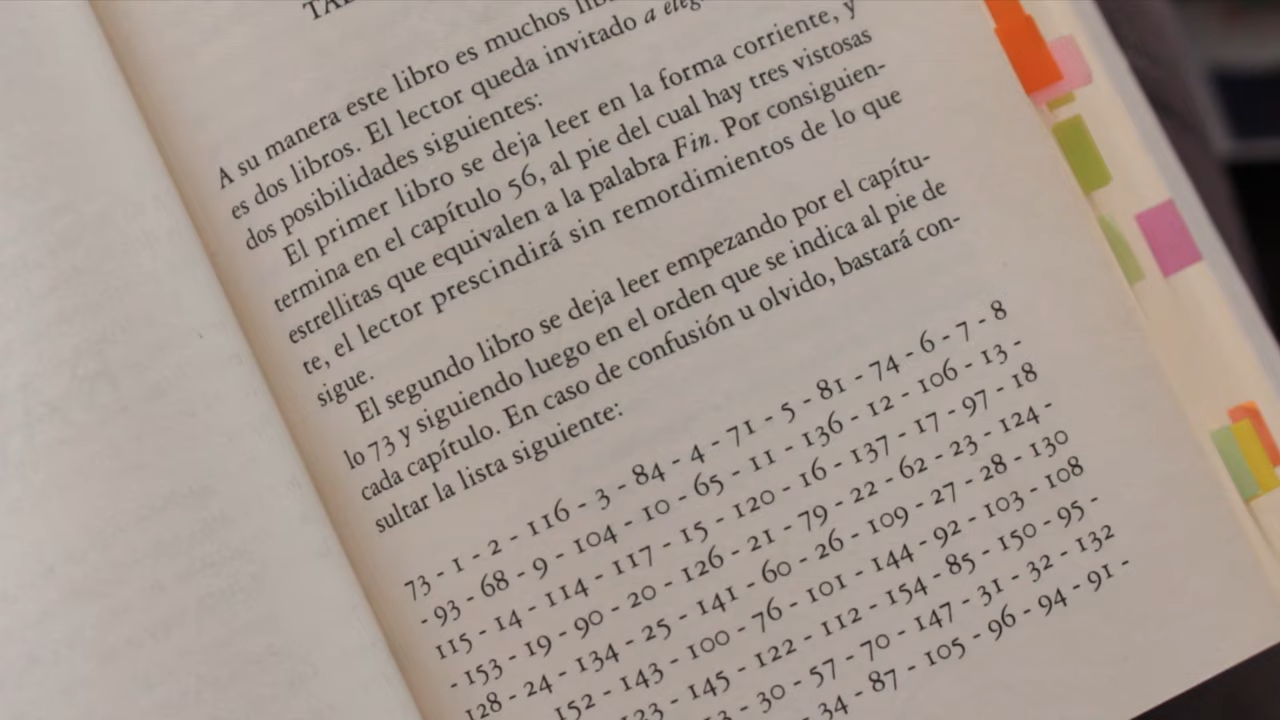 A su manera este libro es muchos
es dos libros. El lector queda invitado a
dos posibilidades siguientes:
El primer libro se deja leer en la forma corriente, y
termina en el capítulo 56, al pie del cual hay tres vistosas
estrellitas que equivalen a la palabra Fin. Por consiguien-
te, el lector prescindirá sin remordimientos de lo que
sigue.
El segundo libro se deja leer empezando por el capítu-
lo 73 y siguiendo luego en el orden que se indica al pie de
cada capítulo. En caso de confusión u olvido, bastará con-
sultar la lista siguiente:
73 - 1 - 2 - 116 - 3 - 84 - 4 - 71 - 5 - 81 - 74 - 6 - 7 - 8
- 93 - 68 - 9 - 104 - 10 - 65 - 11 - 136 - 12 - 106 - 13 -
115 - 14 - 114 - 117 - 15 - 120 - 16 - 137 - 17 - 97 - 18
- 153 - 19 - 90 - 20 - 126 - 21 - 79 - 22 - 62 - 23 - 124 -
128 - 24 - 134 - 25 - 141 - 60 - 26 - 109 - 27 - 28 - 130
152 - 143 - 100 - 76 - 101 - 144 - 92 - 103 - 108
- 145 - 122 - 112 - 154 - 85 - 150 - 95 -
- 30 - 57 - 70 - 147 - 31 - 32 - 132
34 - 87 - 105 - 96 - 94 - 91 -